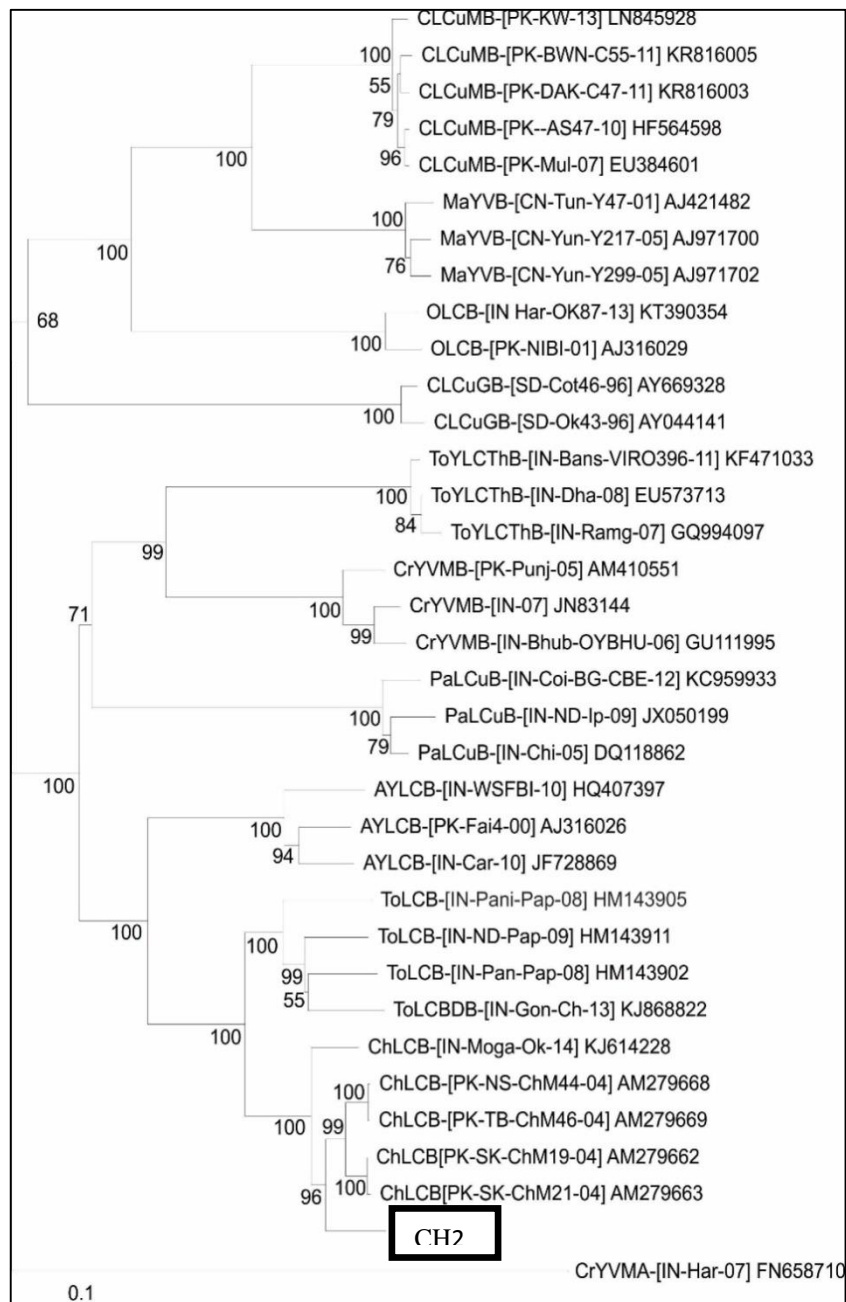 CLCuMB-[PK-KW-13] LN845928
100
CLCuMB-[PK-BWN-C55-11] KR816005
55
CLCuMB-[PK-DAK-C47-11] KR816003
79
CLCuMB-[PK--AS47-10] HF564598
100
96
CLCuMB-[PK-Mul-07] EU384601
MaYVB-[CN-Tun-Y47-01] AJ421482
100
MaYVB-[CN-Yun-Y217-05] AJ971700
100
76
MaYVB-[CN-Yun-Y299-05] AJ971702
OLCB-[IN Har-OK87-13] KT390354
68
100
OLCB-[PK-NIBI-01] AJ316029
CLCuGB-[SD-Cot46-96] AY669328
100
CLCuGB-[SD-Ok43-96] AY044141
ToYLCThB-[IN-Bans-VIRO396-11] KF471033
100
ToYLCThB-[IN-Dha-08] EU573713
84
ToYLCThB-[IN-Ramg-07] GQ994097
99
CrYVMB-[PK-Punj-05] AM410551
100
CrYVMB-[IN-07] JN83144
71
99
CrYVMB-[IN-Bhub-OYBHU-06] GU111995
PaLCuB-[IN-Coi-BG-CBE-12] KC959933
100
PaLCuB-[IN-ND-Ip-09] JX050199
79
PaLCuB-[IN-Chi-05] DQ118862
100
AYLCB-[IN-WSFBI-10] HQ407397
100
AYLCB-[PK-Fai4-00] AJ316026
94
AYLCB-[IN-Car-10] JF728869
ToLCB-[IN-Pani-Pap-08] HM143905
100
100
ToLCB-[IN-ND-Pap-09] HM143911
99
ToLCB-[IN-Pan-Pap-08] HM143902
55
ToLCBDB-[IN-Gon-Ch-13] KJ868822
100
ChLCB-[IN-Moga-Ok-14] KJ614228
ChLCB-[PK-NS-ChM44-04] AM279668
100
ChLCB-[PK-TB-ChM46-04] AM279669
100
99
ChLCB[PK-SK-ChM19-04] AM279662
100
ChLCB[PK-SK-ChM21-04] AM279663
96
CH2
CrYVMA-[IN-Har-07] FN658710
0.1